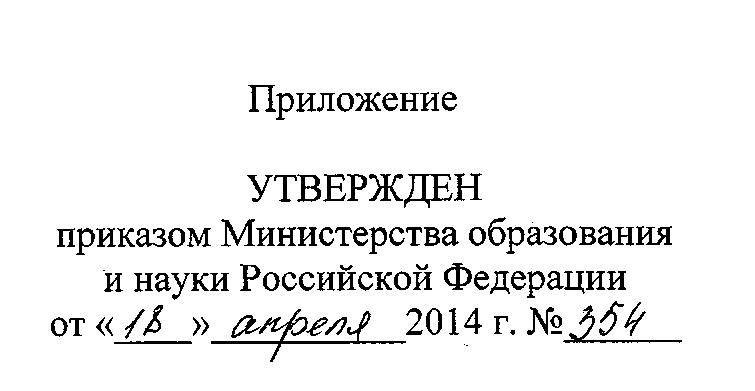 Приложение
УТВЕРЖДЕН
приказом Министерства образования
и науки Российской Федерации
от «18» апреля 2014 г. №354